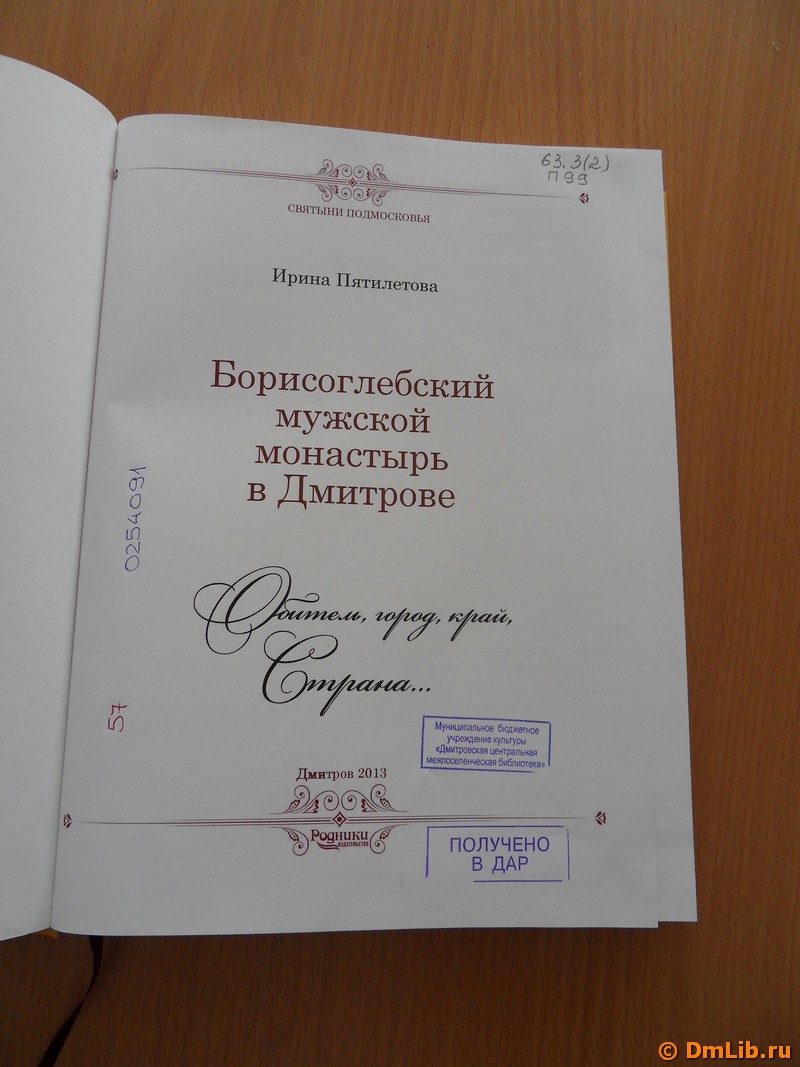 63.3(2)
П99
СВЯТЫНИ ПОДМОСКОВЬЯ
Ирина Пятилетова
Борисоглебский
мужской
монастырь
в Дмитрове
Обитель, город, край,
Страна...
0254091
57
Муниципальное бюджетное
учреждение культуры
«Дмитровская центральная
межпоселенческая библиотека»
Дмитров 2013
Родники
ИЗДАТЕЛЬСТВО
ПОЛУЧЕНО
В ДАР
© DmLib.ru